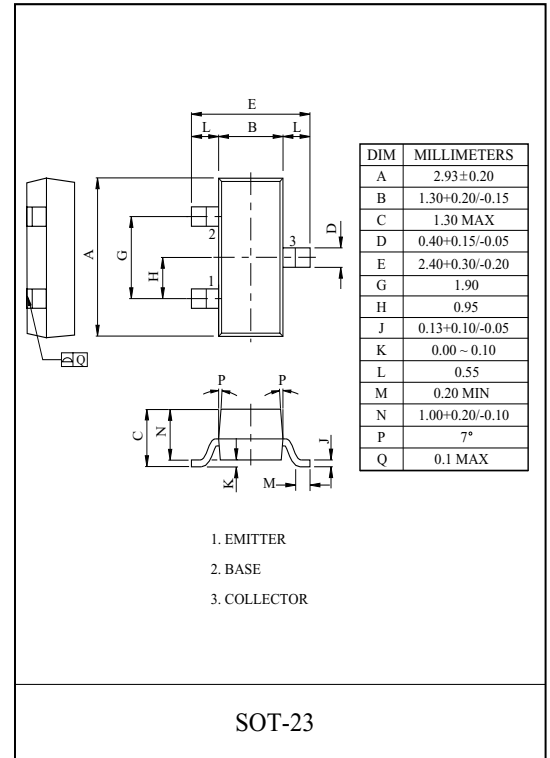 E
L B L
A
G
H
2
1
3
D
Q
P P
C
N
K
M
J
DIM MILLIMETERS
A 2.93±0.20
B 1.30+0.20/-0.15
C 1.30 MAX
D 0.40+0.15/-0.05
E 2.40+0.30/-0.20
G 1.90
H 0.95
J 0.13+0.10/-0.05
K 0.00 ~ 0.10
L 0.55
M 0.20 MIN
N 1.00+0.20/-0.10
P 7°
Q 0.1 MAX
1. EMITTER
2. BASE
3. COLLECTOR
SOT-23